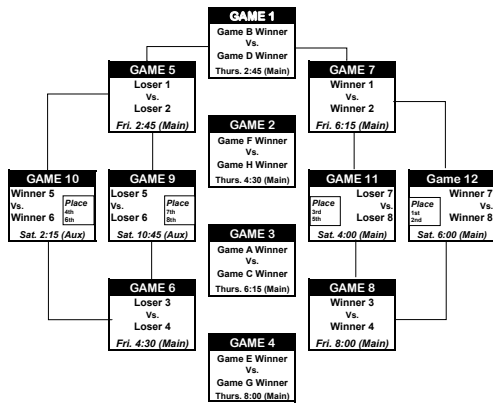 GAME 1
Game B Winner
Vs.
Game D Winner
Thurs. 2:45 (Main)
GAME 5
Loser 1
Vs.
Loser 2
Fri. 2:45 (Main)
GAME 7
Winner 1
Vs.
Winner 2
Fri. 6:15 (Main)
GAME 2
Game F Winner
Vs.
Game H Winner
Thurs. 4:30 (Main)
GAME 10
Winner 5
Vs.
Winner 6
Place
4th
6th
Sat. 2:15 (Aux)
GAME 9
Loser 5
Vs.
Loser 6
Place
7th
8th
Sat. 10:45 (Aux)
GAME 11
Loser 7
Vs.
Loser 8
Place
3rd
5th
Sat. 4:00 (Main)
Game 12
Winner 7
Vs.
Winner 8
Place
1st
2nd
Sat. 6:00 (Main)
GAME 3
Game A Winner
Vs.
Game C Winner
Thurs. 6:15 (Main)
GAME 6
Loser 3
Vs.
Loser 4
Fri. 4:30 (Main)
GAME 8
Winner 3
Vs.
Winner 4
Fri. 8:00 (Main)
GAME 4
Game E Winner
Vs.
Game G Winner
Thurs. 8:00 (Main)